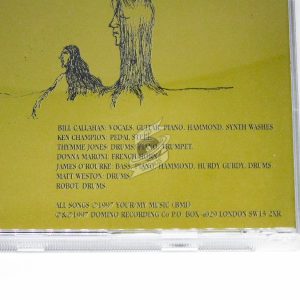 BILL CALLAHAN: VOCALS, GUITAR, PIANO, HAMMOND, SYNTH WASHES
KEN CHAMPION: PEDAL STEEL
THYMME JONES: DRUMS, PIANO, TRUMPET.
DONNA MARONI: FRENCH HORN
JAMES O'ROURKE: BASS, PIANO, HAMMOND, HURDY GURDY, DRUMS
MATT WESTON: DRUMS
ROBOT: DRUMS.
ALL SONGS ©1997 YOUR/MY MUSIC (BMI)
℗&©1997 DOMINO RECORDING Co P.O. BOX 4029 LONDON SW15 2XR